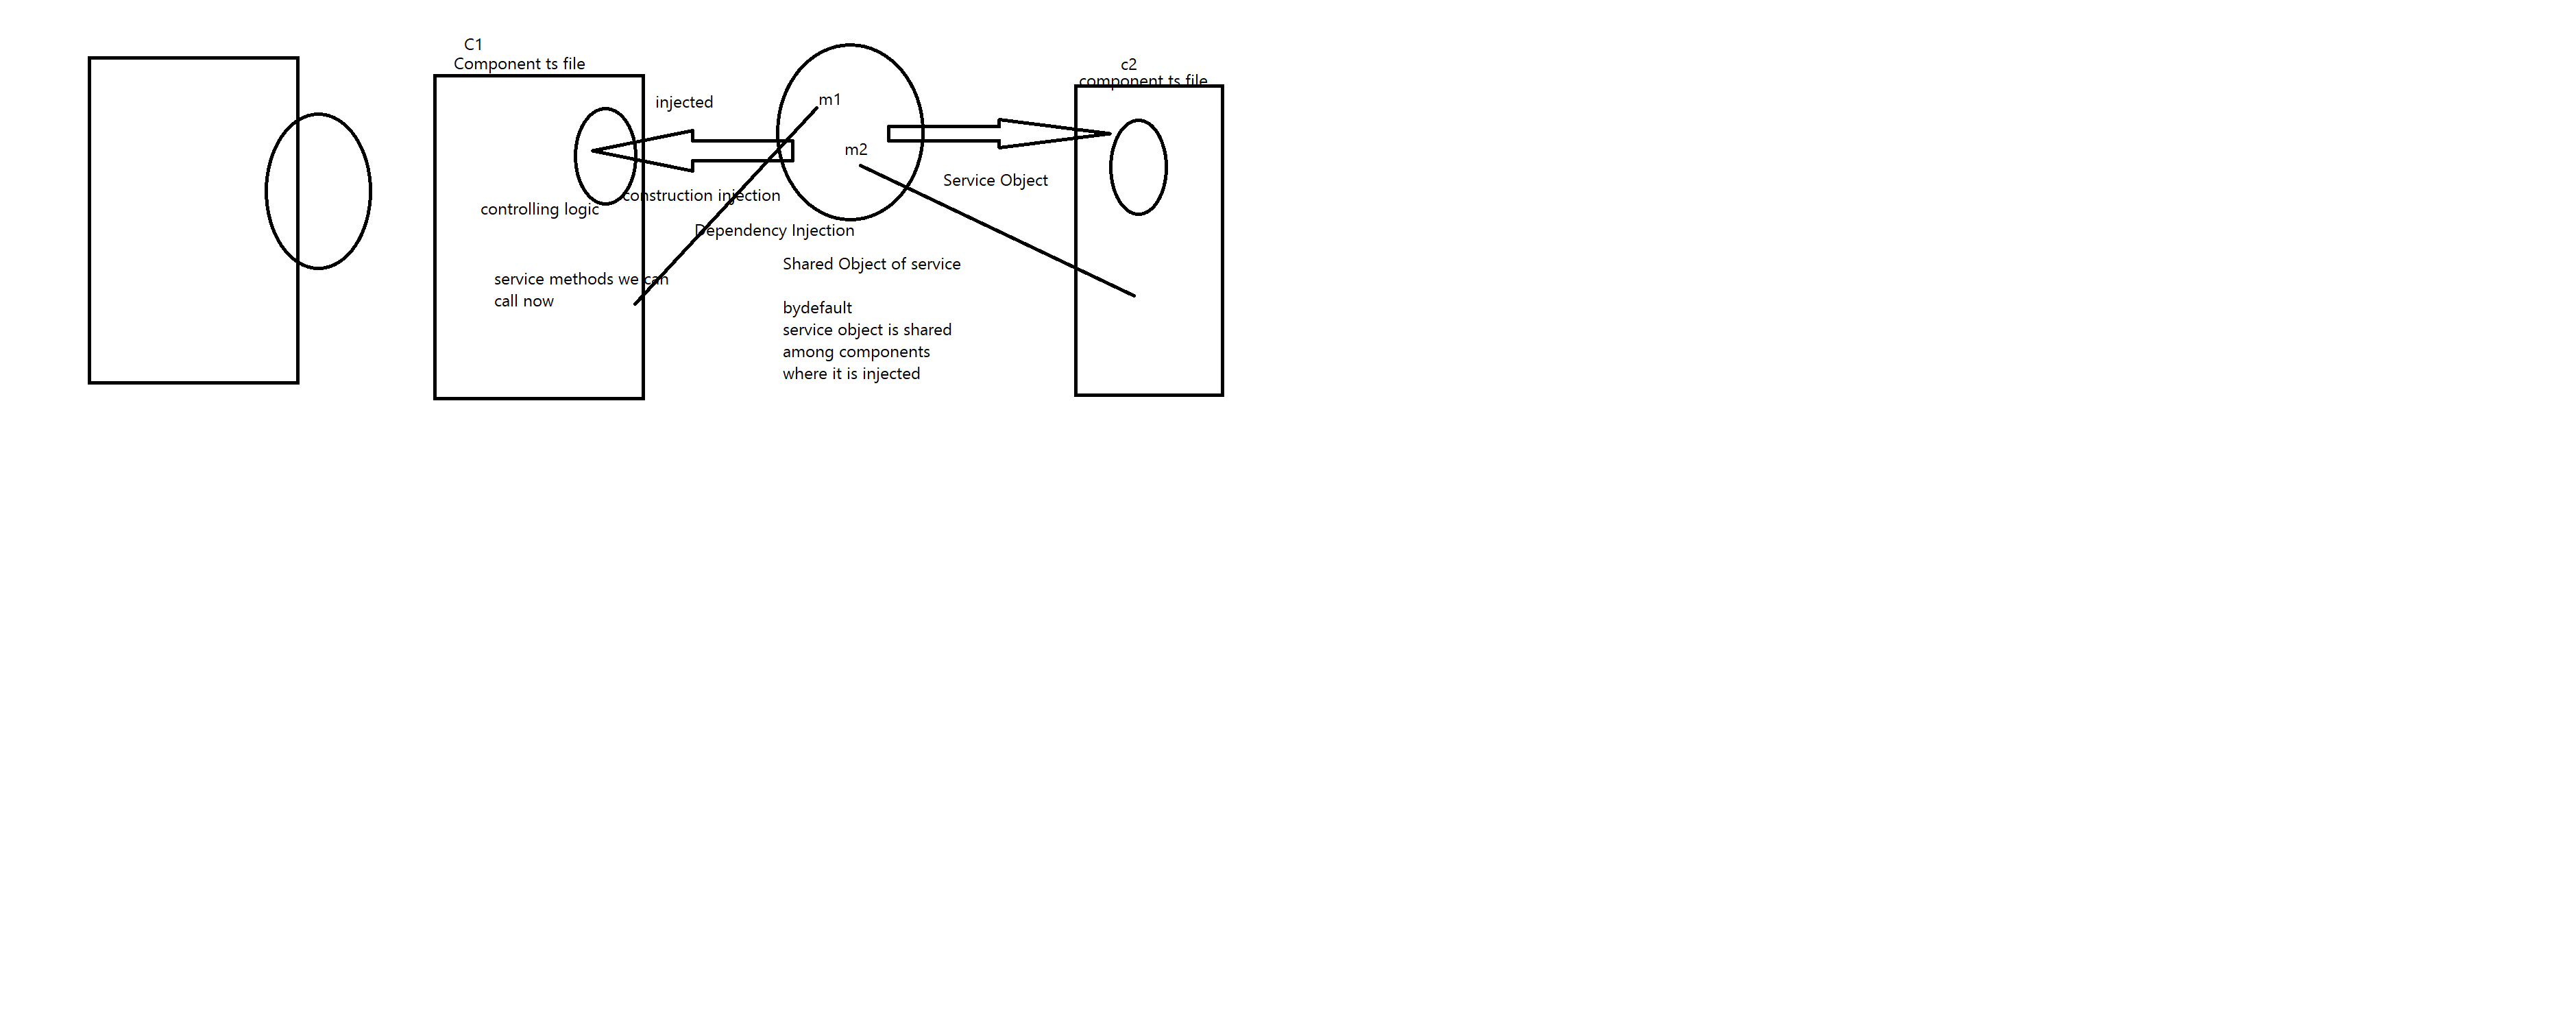 C1
Component ts file
injected
controlling logic
construction injection
service methods we can
call now
m1
m2
Dependency Injection
Shared Object of service
bydefault
service object is shared
among components
where it is injected
Service Object
c2
component ts file